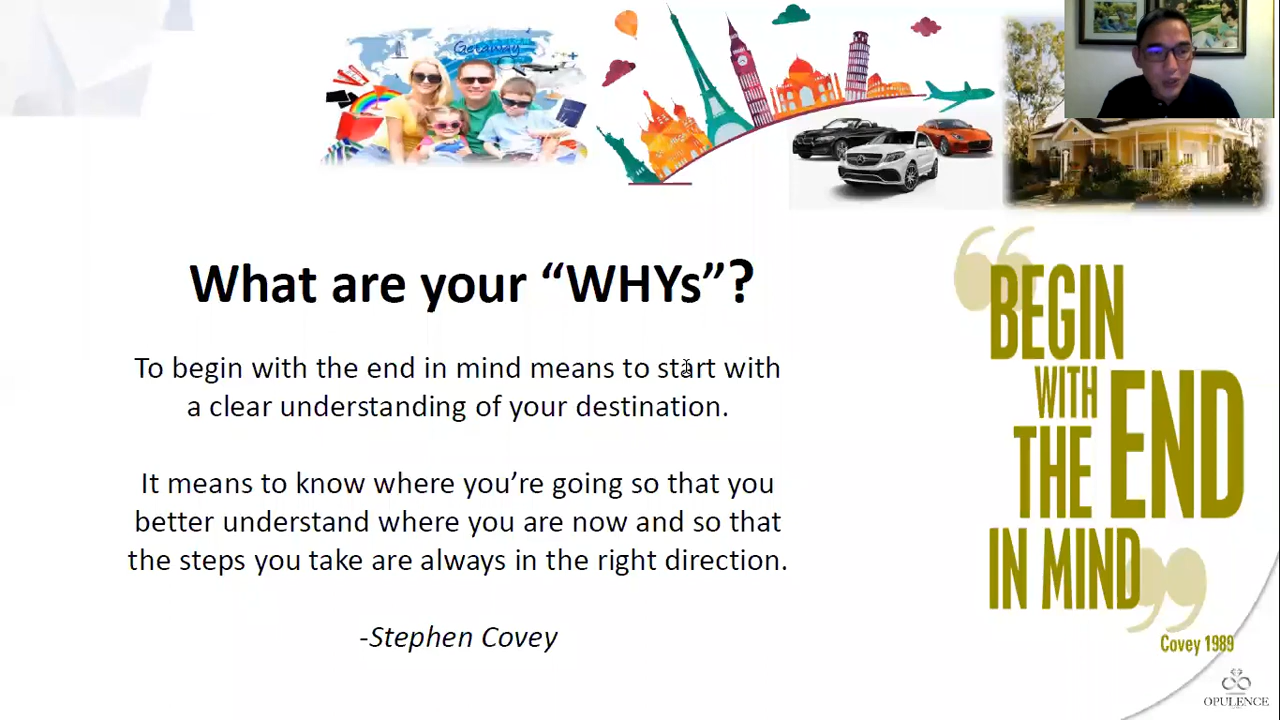 Getaway
What are your “WHYs”?
To begin with the end in mind means to start with
a clear understanding of your destination.
It means to know where you’re going so that you
better understand where you are now and so that
the steps you take are always in the right direction.
-Stephen Covey
“BEGIN
WITH
THE END
IN MIND”
Covey 1989
OPULENCE